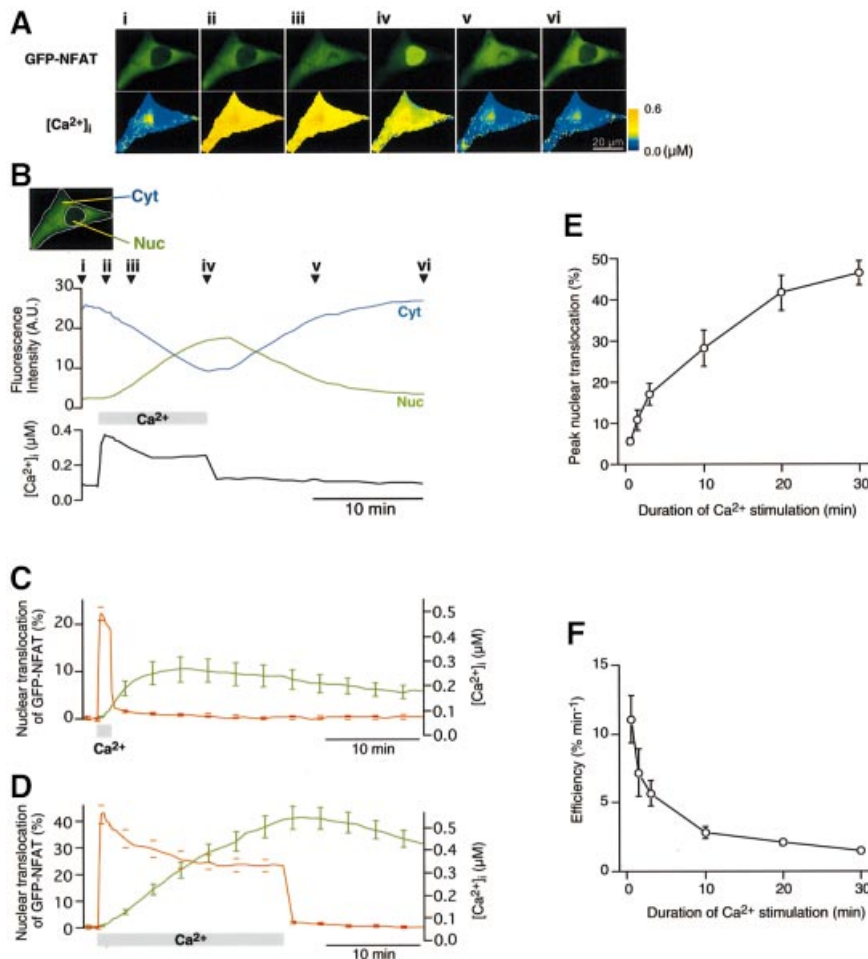 A
i ii iii iv v vi
GFP-NFAT
[Ca²⁺]i
0.6
0.0 (μM)
20 μm
B
Cyt
Nuc
i ii iii iv v vi
Fluorescence
Intensity (A.U.)
30
20
10
0
Cyt
Nuc
Ca²⁺
[Ca²⁺]i (μM)
0.4
0.2
0.0
10 min
C
Nuclear translocation
of GFP-NFAT (%)
20
10
0
[Ca²⁺]i (μM)
0.5
0.4
0.3
0.2
0.1
0.0
Ca²⁺
10 min
D
Nuclear translocation
of GFP-NFAT (%)
40
30
20
10
0
[Ca²⁺]i (μM)
0.5
0.4
0.3
0.2
0.1
0.0
Ca²⁺
10 min
E
Peak nuclear translocation (%)
50
40
30
20
10
0
0 10 20 30
Duration of Ca²⁺ stimulation (min)
F
Efficiency (% min⁻¹)
15
10
5
0
0 10 20 30
Duration of Ca²⁺ stimulation (min)